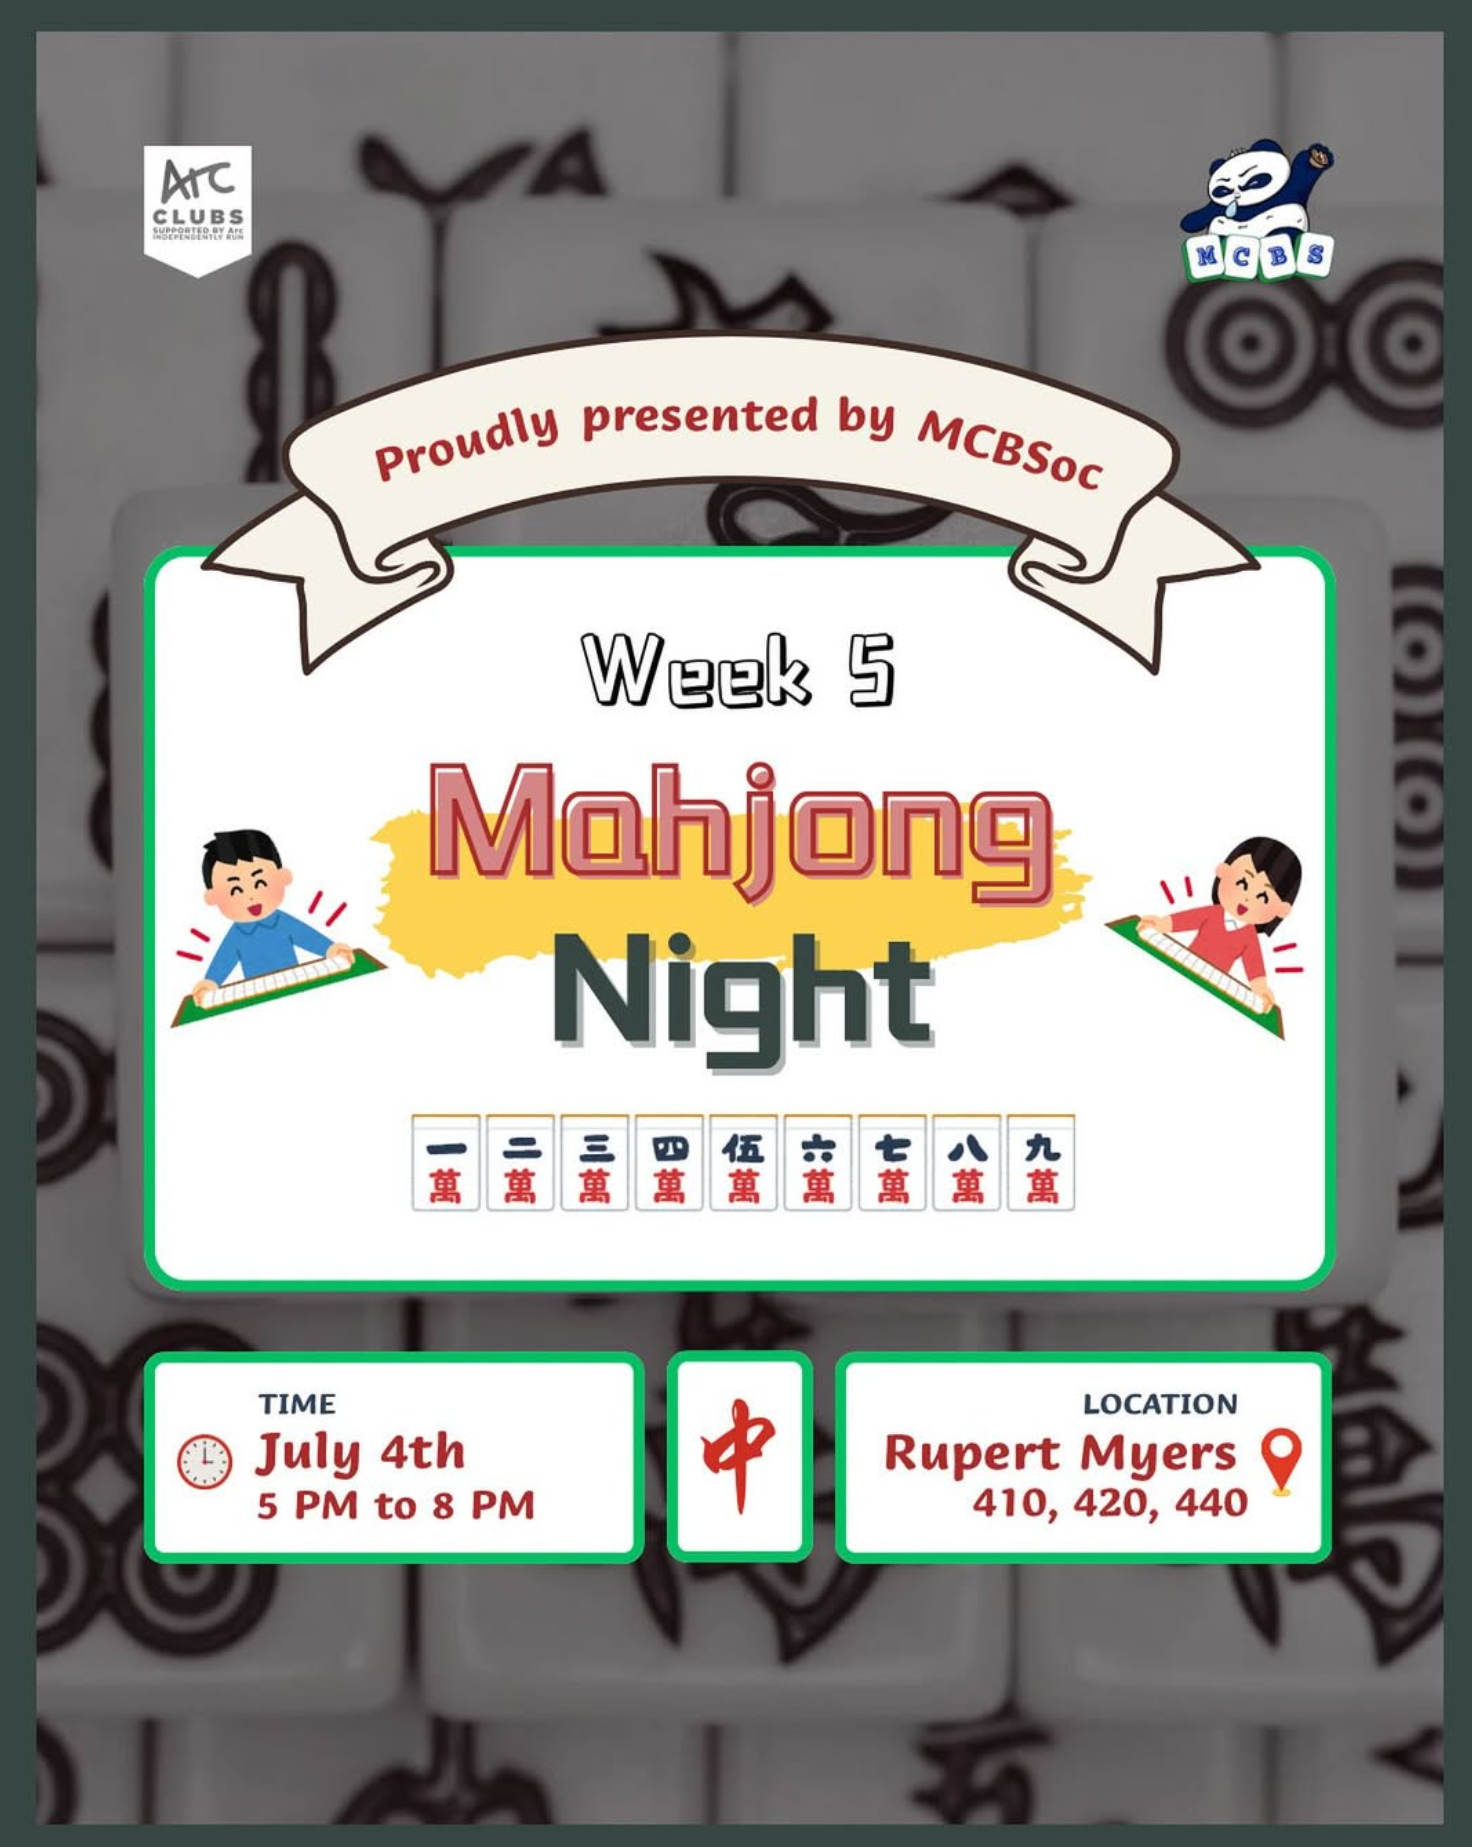 Arc
CLUBS
SUPPORTED BY Arc
INDEPENDENTLY RUN
M C B S
Proudly presented by MCBSoc
Week 5
Mahjong
Night
一 二 三 四 伍 六 七 八 九
萬 萬 萬 萬 萬 萬 萬 萬 萬
TIME
July 4th
5 PM to 8 PM
中
LOCATION
Rupert Myers
410, 420, 440